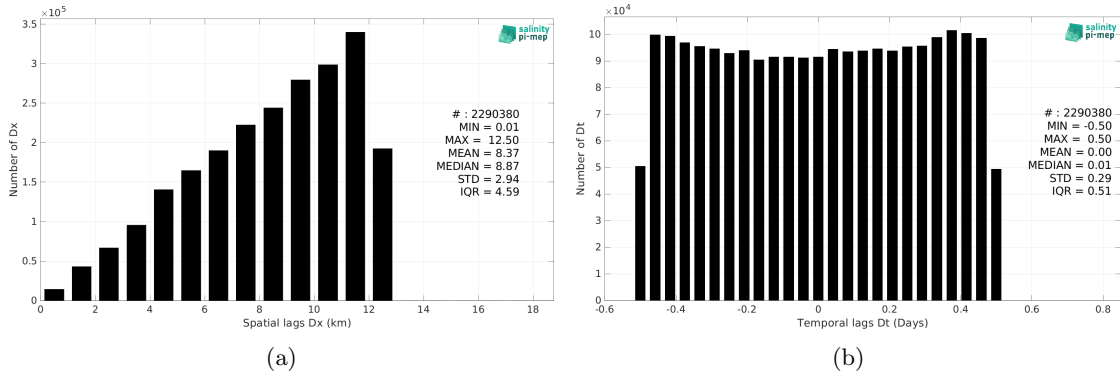 ×10^5
3.5
3
2.5
2
1.5
1
0.5
0
Number of Dx
0 2 4 6 8 10 12 14 16 18
Spatial lags Dx (km)
salinity
pi-mep
# : 2290380
MIN = 0.01
MAX = 12.50
MEAN = 8.37
MEDIAN = 8.87
STD = 2.94
IQR = 4.59
(a)
×10^4
10
9
8
7
6
5
4
3
2
1
0
Number of Dt
-0.6 -0.4 -0.2 0 0.2 0.4 0.6 0.8
Temporal lags Dt (Days)
salinity
pi-mep
# : 2290380
MIN = -0.50
MAX = 0.50
MEAN = 0.00
MEDIAN = 0.01
STD = 0.29
IQR = 0.51
(b)